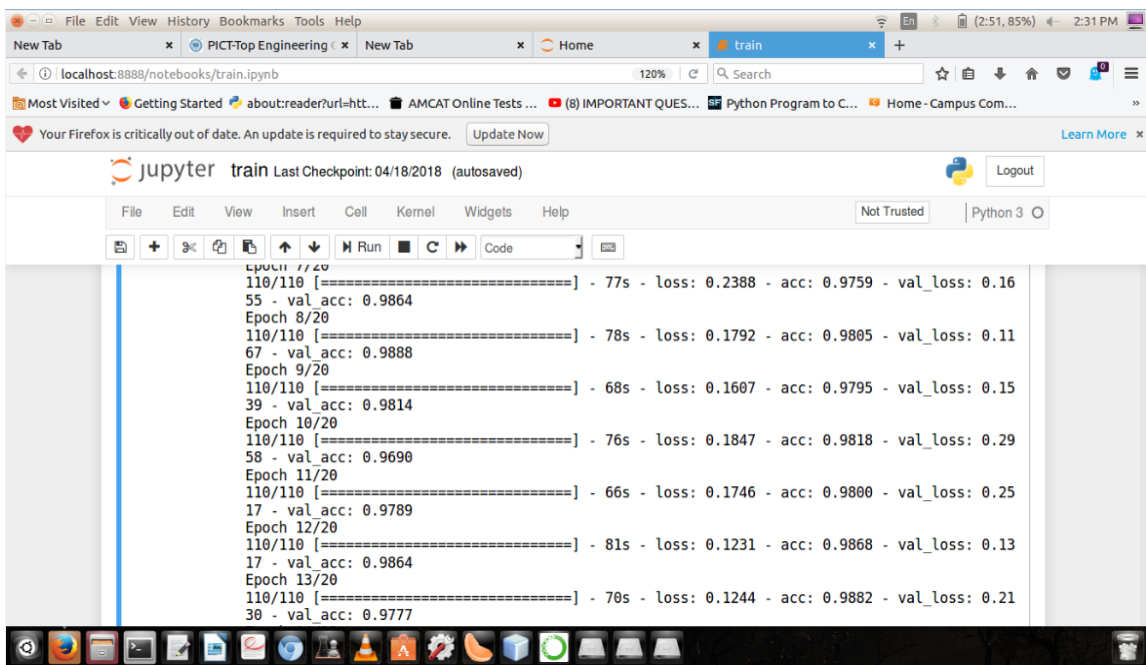 File Edit View History Bookmarks Tools Help
En (2:51, 85%) 2:31 PM
New Tab × PICT-Top Engineering C × New Tab × Home × train × +
localhost:8888/notebooks/train.ipynb 120% Search 0
Most Visited Getting Started about:reader?url=htt... AMCAT Online Tests ... (8) IMPORTANT QUES... SF Python Program to C... Home - Campus Com... »
Your Firefox is critically out of date. An update is required to stay secure. Update Now Learn More ×
jupyter train Last Checkpoint: 04/18/2018 (autosaved) Logout
File Edit View Insert Cell Kernel Widgets Help Not Trusted Python 3
Run Code
Epoch 7/20
110/110 [==============================] - 77s - loss: 0.2388 - acc: 0.9759 - val_loss: 0.16
55 - val_acc: 0.9864
Epoch 8/20
110/110 [==============================] - 78s - loss: 0.1792 - acc: 0.9805 - val_loss: 0.11
67 - val_acc: 0.9888
Epoch 9/20
110/110 [==============================] - 68s - loss: 0.1607 - acc: 0.9795 - val_loss: 0.15
39 - val_acc: 0.9814
Epoch 10/20
110/110 [==============================] - 76s - loss: 0.1847 - acc: 0.9818 - val_loss: 0.29
58 - val_acc: 0.9690
Epoch 11/20
110/110 [==============================] - 66s - loss: 0.1746 - acc: 0.9800 - val_loss: 0.25
17 - val_acc: 0.9789
Epoch 12/20
110/110 [==============================] - 81s - loss: 0.1231 - acc: 0.9868 - val_loss: 0.13
17 - val_acc: 0.9864
Epoch 13/20
110/110 [==============================] - 70s - loss: 0.1244 - acc: 0.9882 - val_loss: 0.21
30 - val_acc: 0.9777